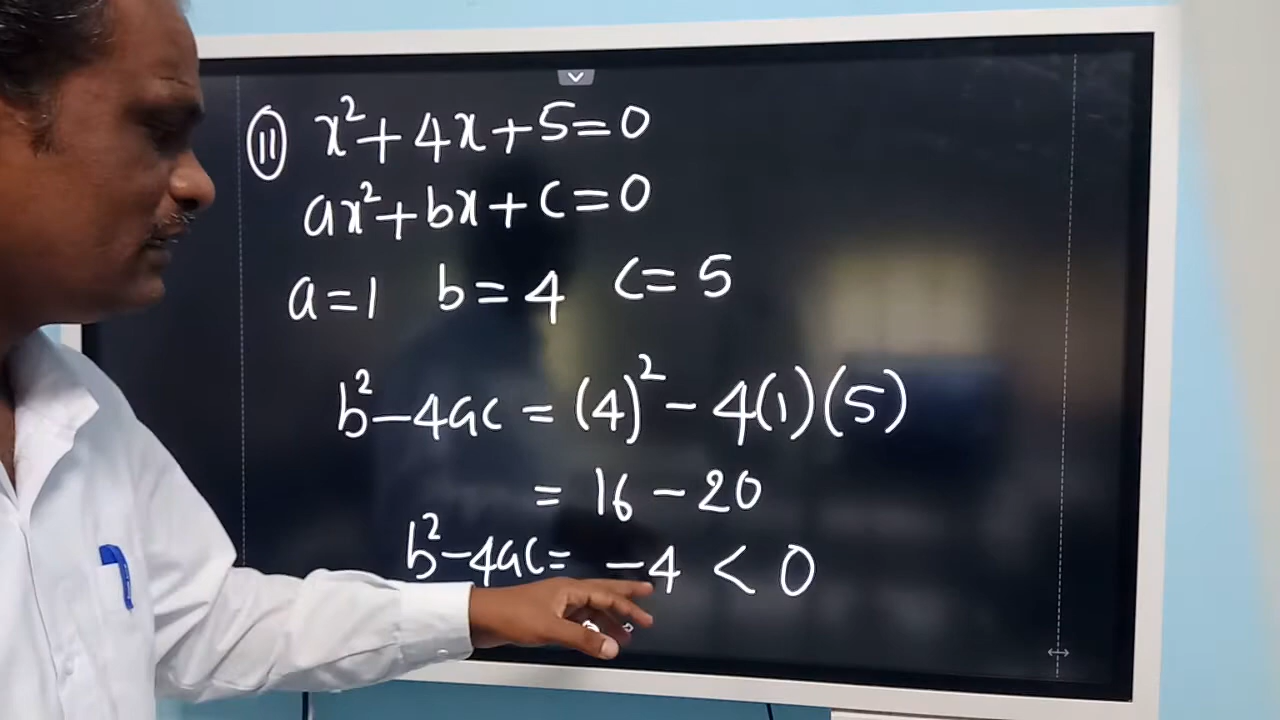 ⑪ x²+4x+5=0
ax²+bx+c=0
a=1 b=4 c=5
b²-4ac = (4)² - 4(1)(5)
= 16 - 20
b²-4ac= -4 < 0